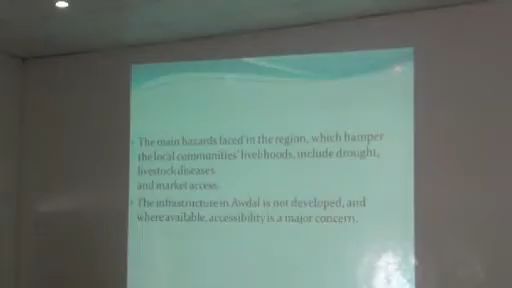 • The main hazards faced in the region, which hamper
the local communities' livelihoods, include drought,
livestock diseases
and market access.
• The infrastructure in Awdal is not developed, and
where available, accessibility is a major concern.